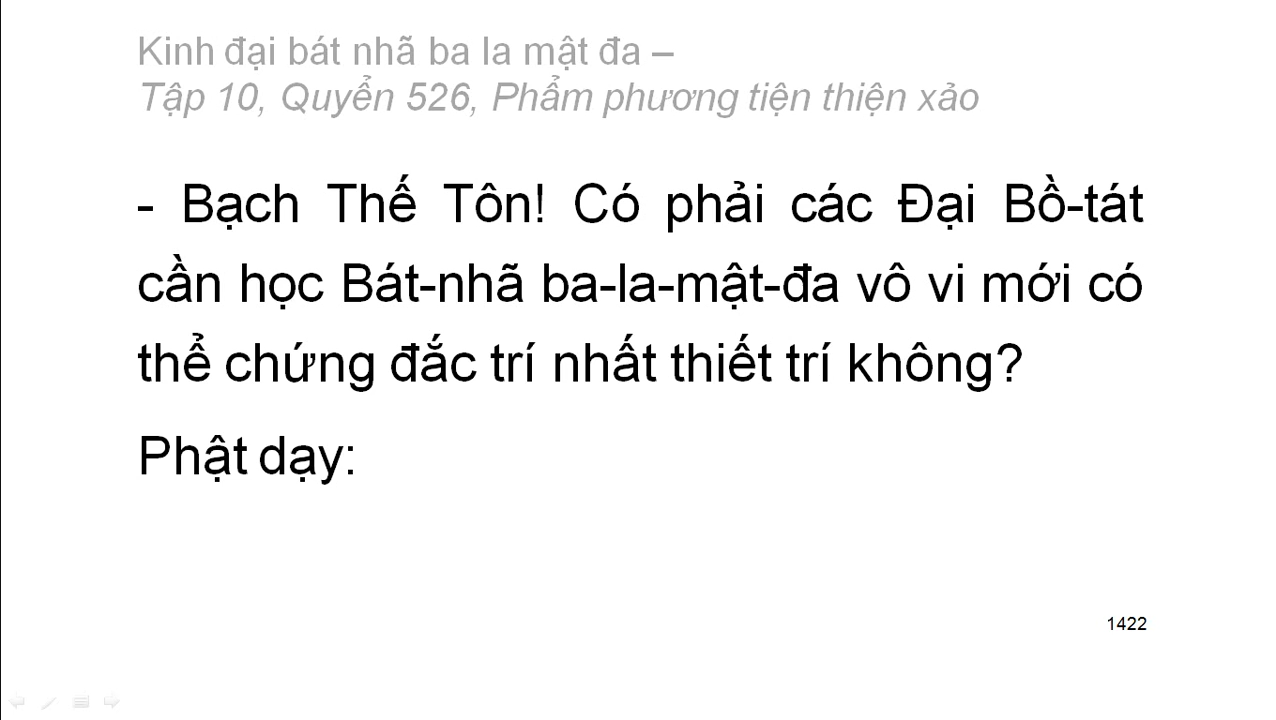 Kinh đại bát nhã ba la mật đa –
Tập 10, Quyển 526, Phẩm phương tiện thiện xảo
- Bạch Thế Tôn! Có phải các Đại Bồ-tát
cần học Bát-nhã ba-la-mật-đa vô vi mới có
thể chứng đắc trí nhất thiết trí không?
Phật dạy:
1422